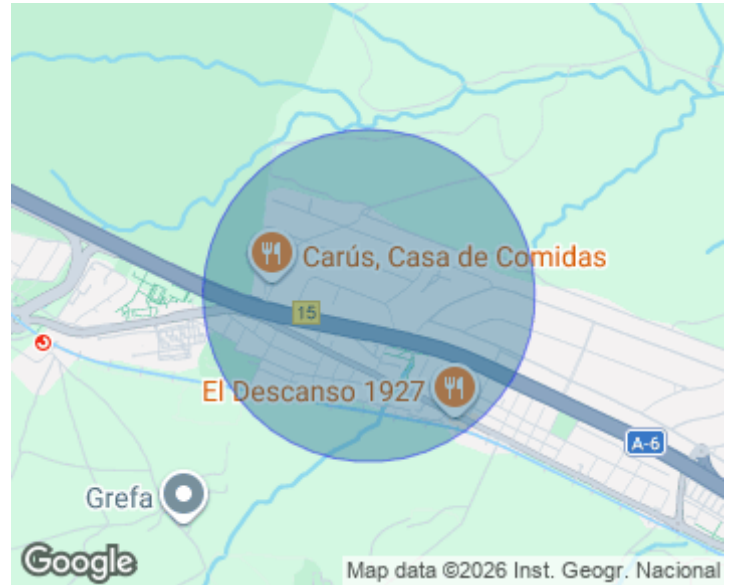 Carús, Casa de Comidas
15
El Descanso 1927
A-6
Grefa
Google
Map data ©2026 Inst. Geogr. Nacional